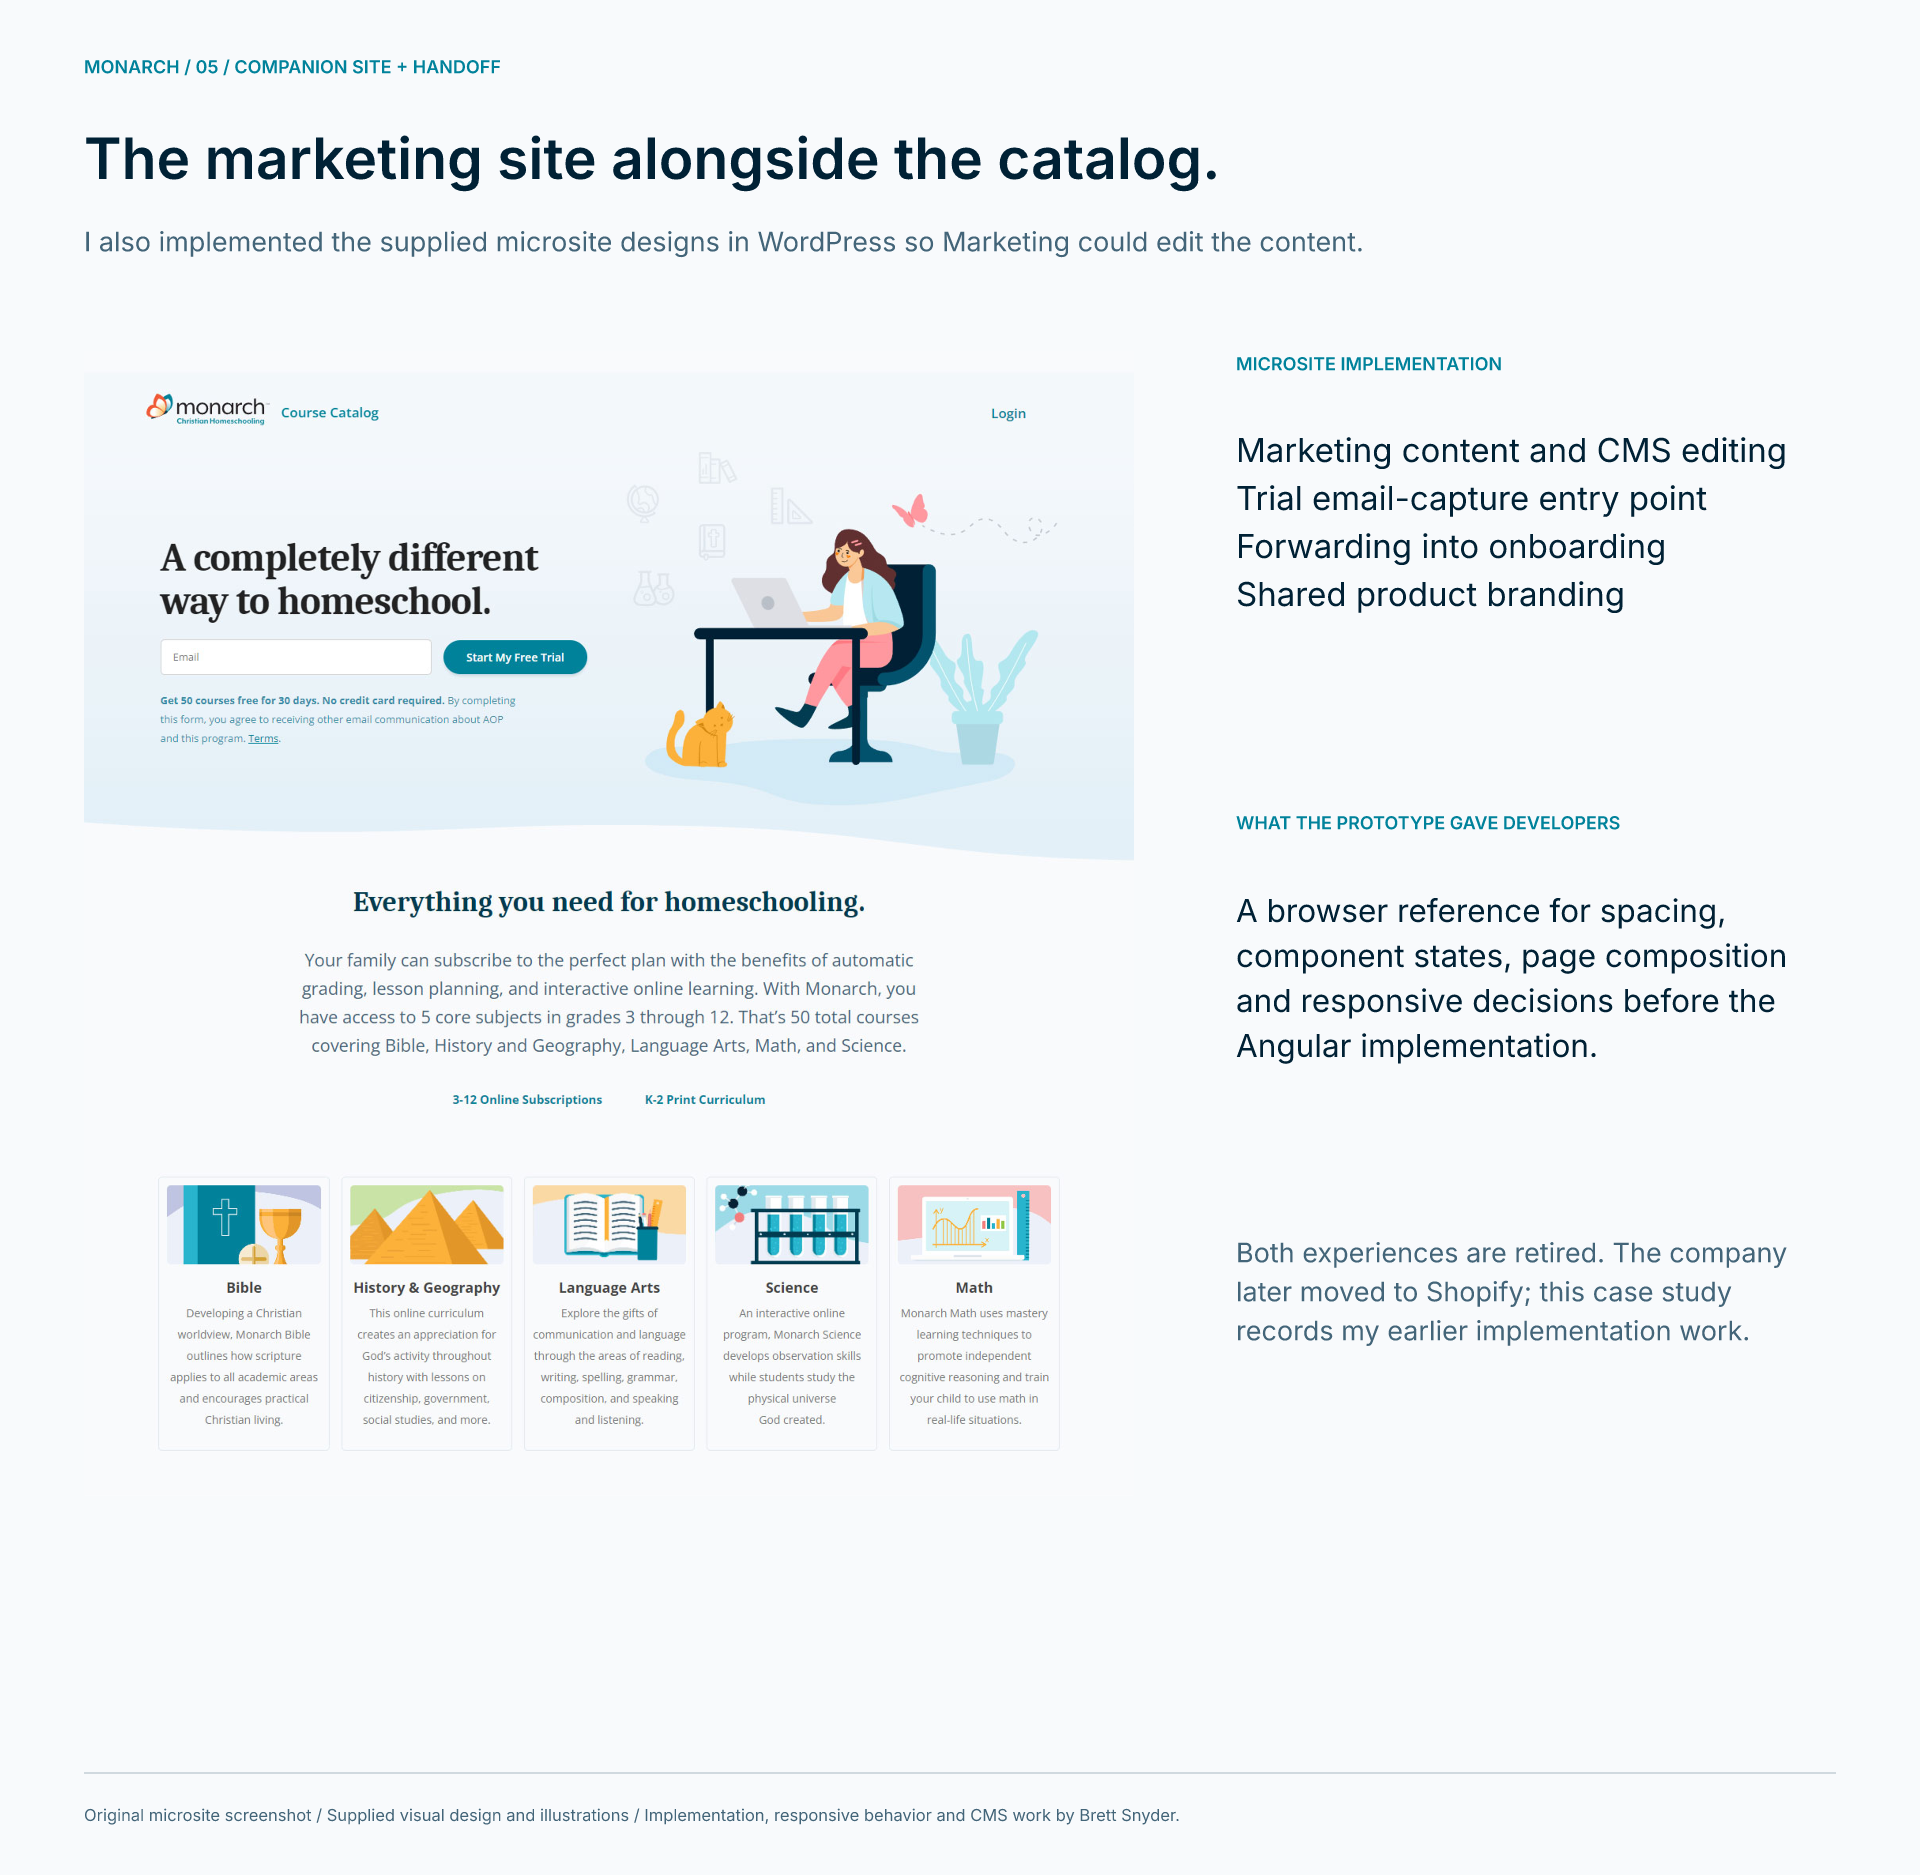 MONARCH / 05 / COMPANION SITE + HANDOFF
The marketing site alongside the catalog.
I also implemented the supplied microsite designs in WordPress so Marketing could edit the content.
monarch™
Christian Homeschooling
Course Catalog
Login
A completely different
way to homeschool.
Email
Start My Free Trial
Get 50 courses free for 30 days. No credit card required. By completing
this form, you agree to receiving other email communication about AOP
and this program. Terms.
Everything you need for homeschooling.
Your family can subscribe to the perfect plan with the benefits of automatic
grading, lesson planning, and interactive online learning. With Monarch, you
have access to 5 core subjects in grades 3 through 12. That’s 50 total courses
covering Bible, History and Geography, Language Arts, Math, and Science.
3-12 Online Subscriptions
K-2 Print Curriculum
Bible
Developing a Christian
worldview, Monarch Bible
outlines how scripture
applies to all academic areas
and encourages practical
Christian living.
History & Geography
This online curriculum
creates an appreciation for
God’s activity throughout
history with lessons on
citizenship, government,
social studies, and more.
Language Arts
Explore the gifts of
communication and language
through the areas of reading,
writing, spelling, grammar,
composition, and speaking
and listening.
Science
An interactive online
program, Monarch Science
develops observation skills
while students study the
physical universe
God created.
y
x
Math
Monarch Math uses mastery
learning techniques to
promote independent
cognitive reasoning and train
your child to use math in
real-life situations.
MICROSITE IMPLEMENTATION
Marketing content and CMS editing
Trial email-capture entry point
Forwarding into onboarding
Shared product branding
WHAT THE PROTOTYPE GAVE DEVELOPERS
A browser reference for spacing,
component states, page composition
and responsive decisions before the
Angular implementation.
Both experiences are retired. The company
later moved to Shopify; this case study
records my earlier implementation work.
Original microsite screenshot / Supplied visual design and illustrations / Implementation, responsive behavior and CMS work by Brett Snyder.